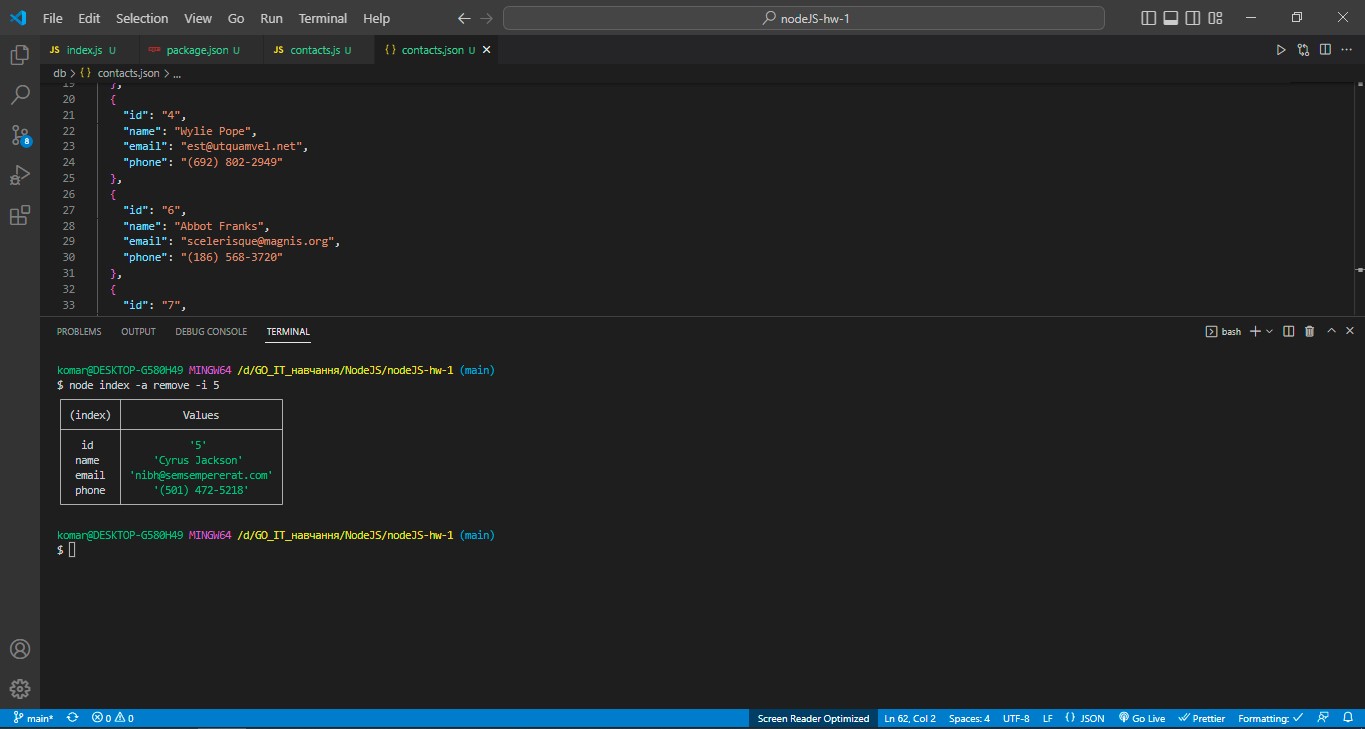 File Edit Selection View Go Run Terminal Help nodeJS-hw-1
JS index.js U package.json U JS contacts.js U {} contacts.json U
db > {} contacts.json > ...
19 },
20 {
21 "id": "4",
22 "name": "Wylie Pope",
23 "email": "est@utquamvel.net",
24 "phone": "(692) 802-2949"
25 },
26 {
27 "id": "6",
28 "name": "Abbot Franks",
29 "email": "scelerisque@magnis.org",
30 "phone": "(186) 568-3720"
31 },
32 {
33 "id": "7",
8
PROBLEMS OUTPUT DEBUG CONSOLE TERMINAL bash
komar@DESKTOP-G580H49 MINGW64 /d/GO_IT_навчання/NodeJS/nodeJS-hw-1 (main)
$ node index -a remove -i 5
(index) Values
id '5'
name 'Cyrus Jackson'
email 'nibh@semsempererat.com'
phone '(501) 472-5218'
komar@DESKTOP-G580H49 MINGW64 /d/GO_IT_навчання/NodeJS/nodeJS-hw-1 (main)
$
main* 0 0 Screen Reader Optimized Ln 62, Col 2 Spaces: 4 UTF-8 LF {} JSON Go Live Prettier Formatting: ✓